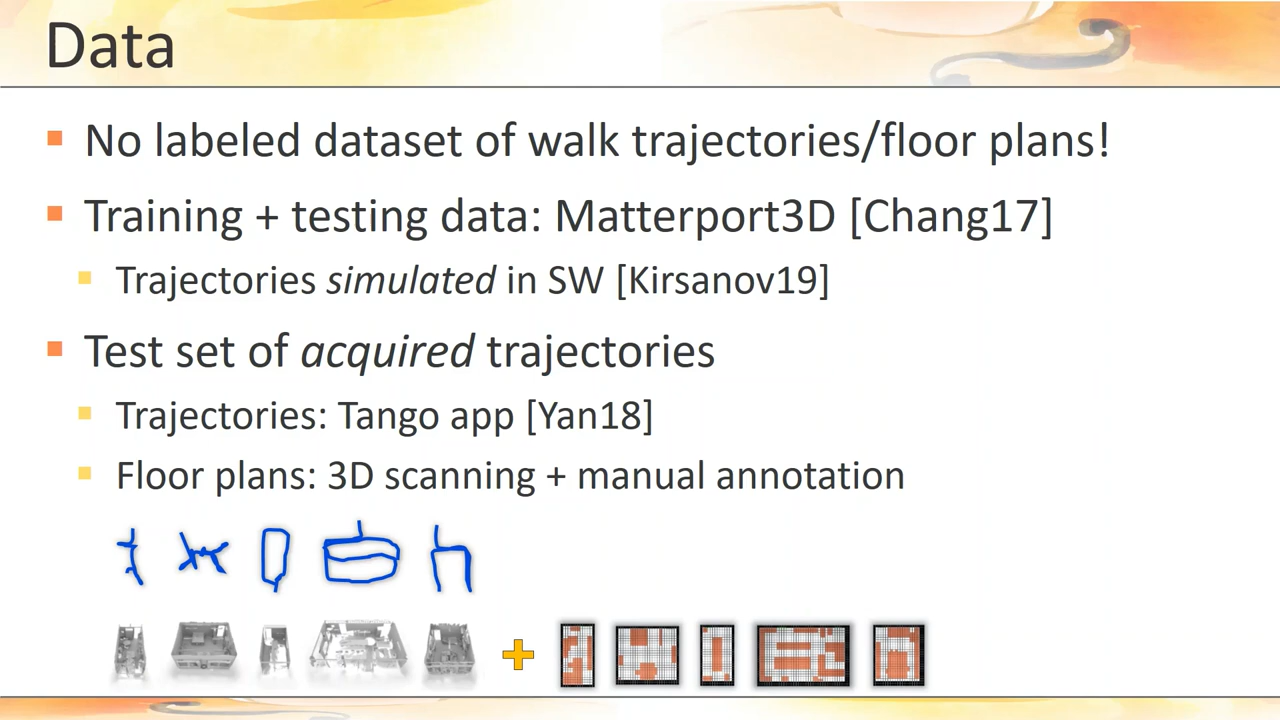 Data
No labeled dataset of walk trajectories/floor plans!
Training + testing data: Matterport3D [Chang17]
Trajectories simulated in SW [Kirsanov19]
Test set of acquired trajectories
Trajectories: Tango app [Yan18]
Floor plans: 3D scanning + manual annotation